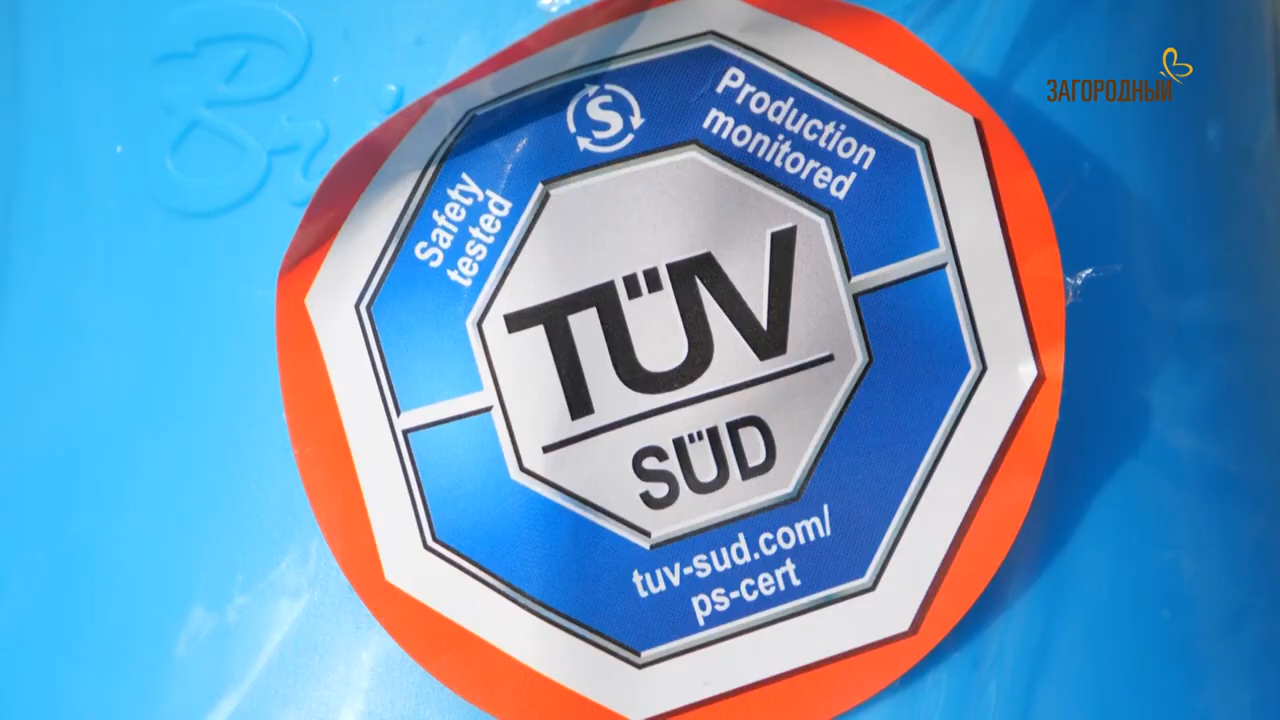 ЗАГОРОДНЫЙ
S
Production
monitored
Safety
tested
TÜV
SÜD
tuv-sud.com/
ps-cert